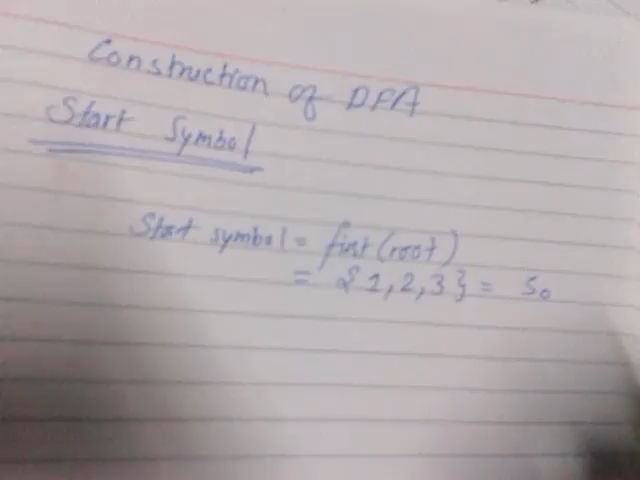 Construction of DFA
Start Symbol
Start symbol = first(root)
= {1,2,3} = S₀